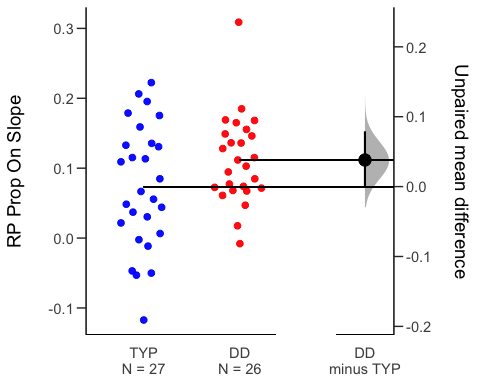 RP Prop On Slope
0.3
0.2
0.1
0.0
-0.1
0.2
0.1
0.0
-0.1
-0.2
Unpaired mean difference
TYP
N = 27
DD
N = 26
DD
minus TYP